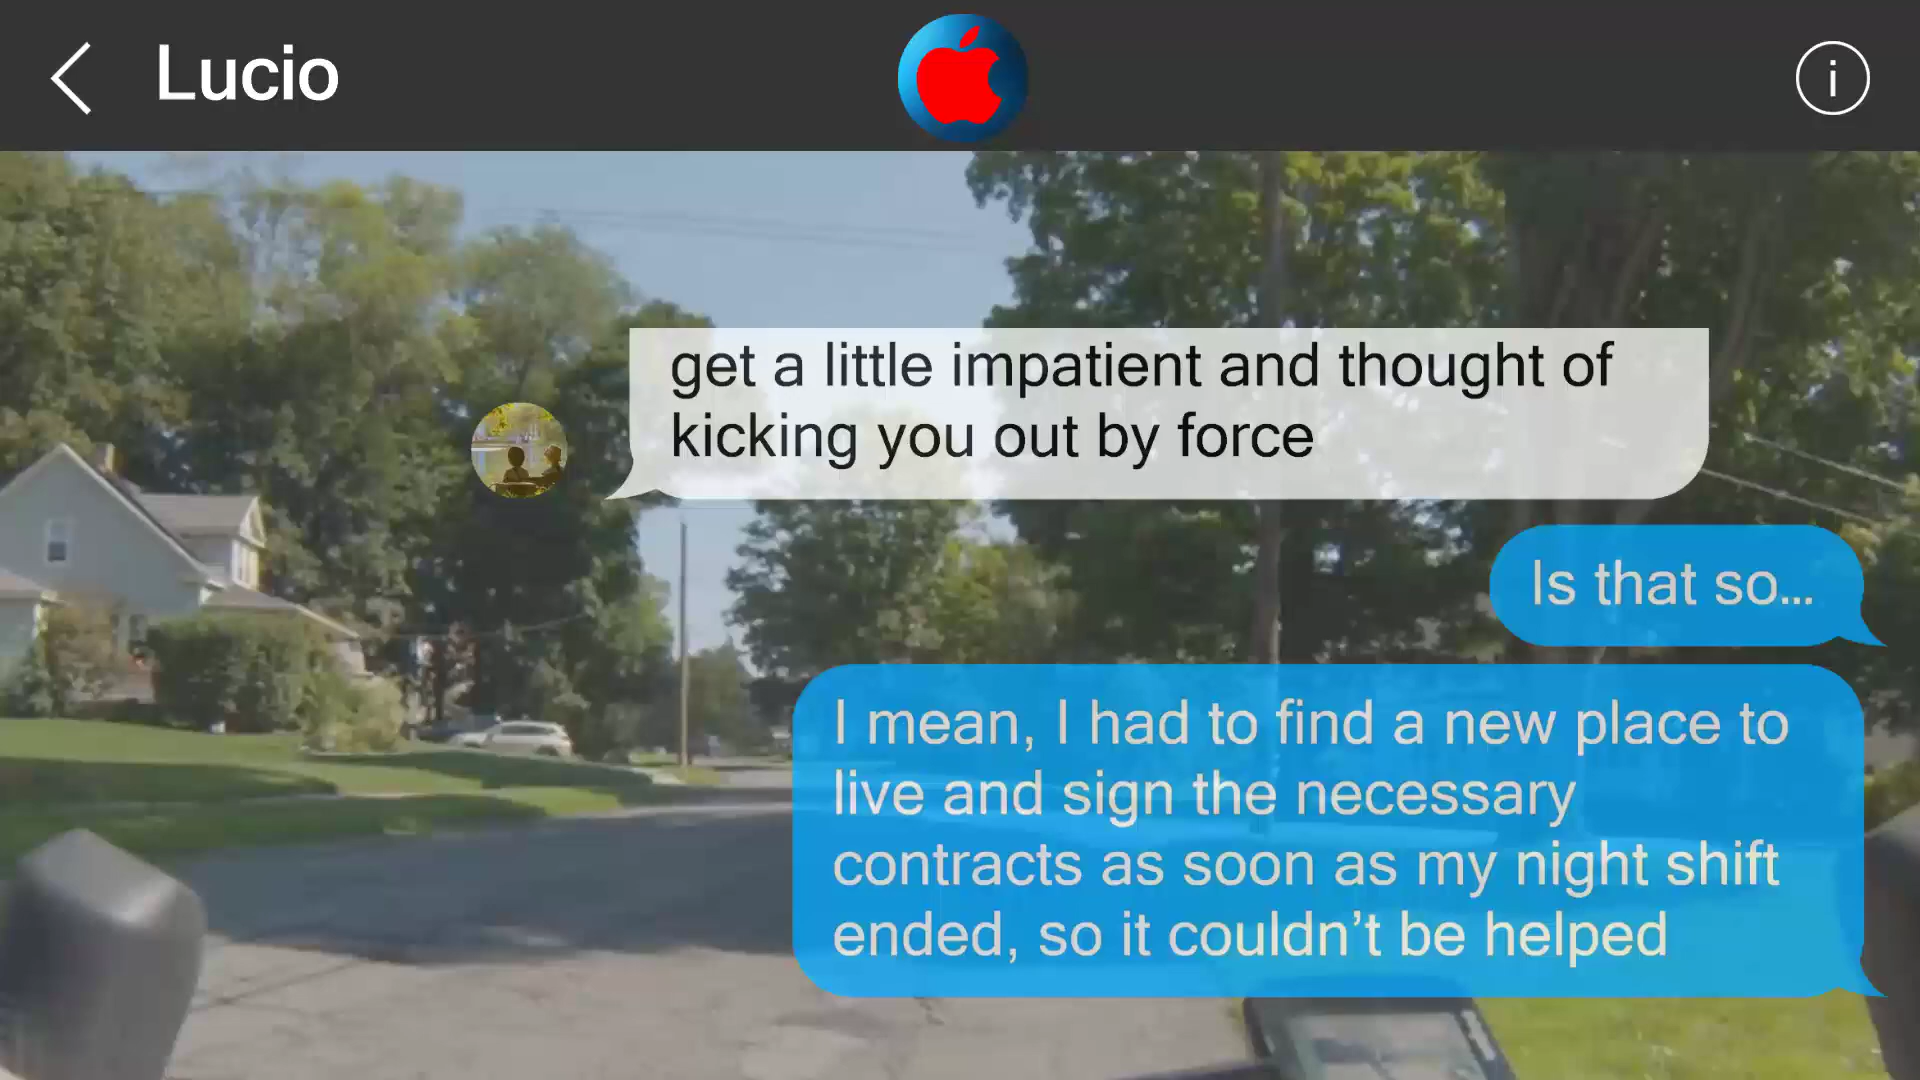 Lucio
i
get a little impatient and thought of
kicking you out by force
Is that so...
I mean, I had to find a new place to
live and sign the necessary
contracts as soon as my night shift
ended, so it couldn’t be helped